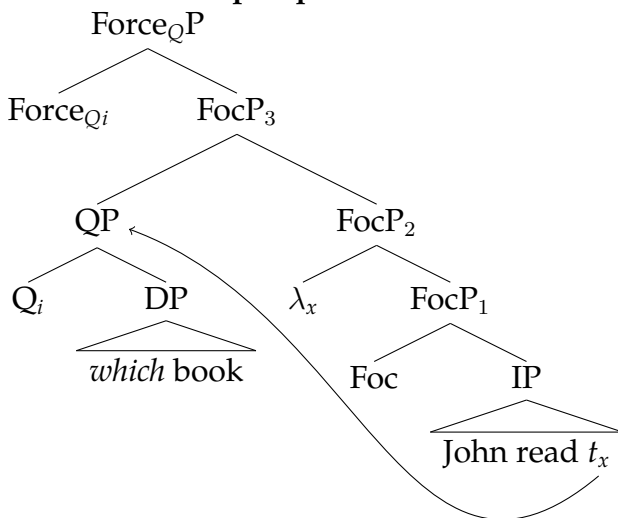 Force_QP
Force_Qi FocP_3
QP FocP_2
Q_i DP λ_x FocP_1
which book Foc IP
John read t_x